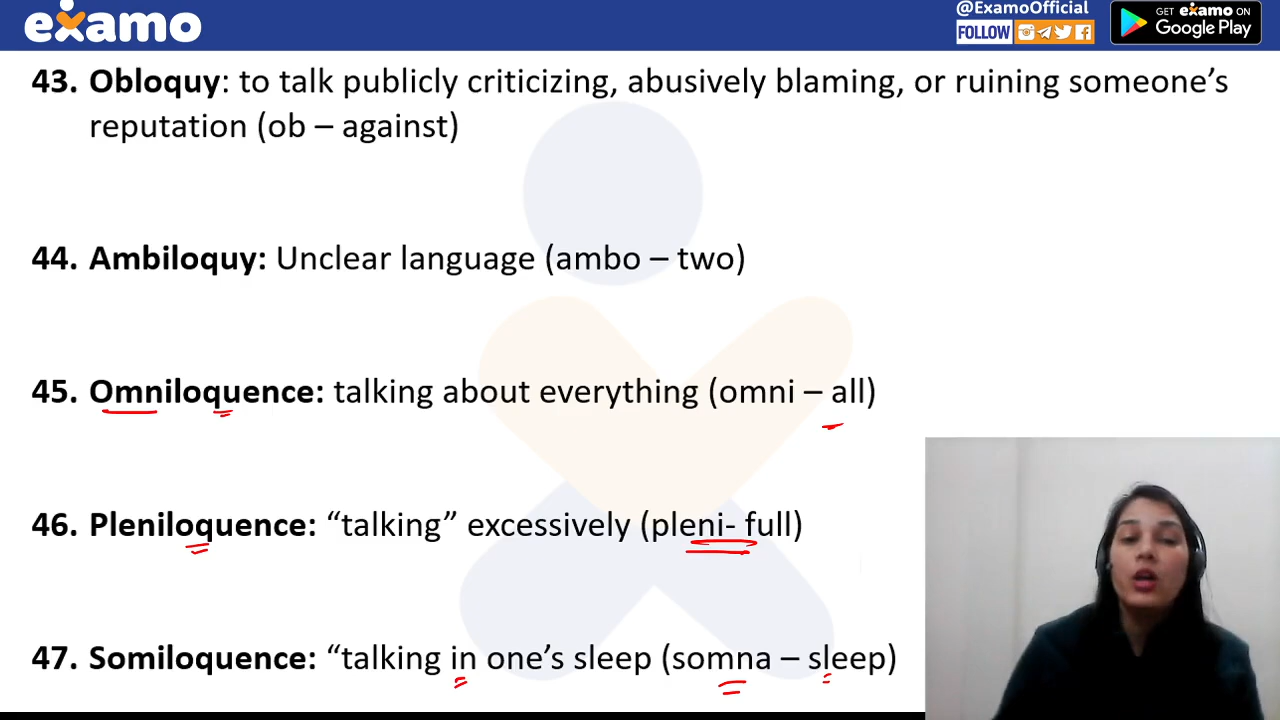 examo
@ExamoOfficial
FOLLOW
GET examo ON
Google Play
43. Obloquy: to talk publicly criticizing, abusively blaming, or ruining someone’s
reputation (ob – against)
44. Ambiloquy: Unclear language (ambo – two)
45. Omniloquence: talking about everything (omni – all)
46. Pleniloquence: “talking” excessively (pleni- full)
47. Somiloquence: “talking in one’s sleep (somna – sleep)